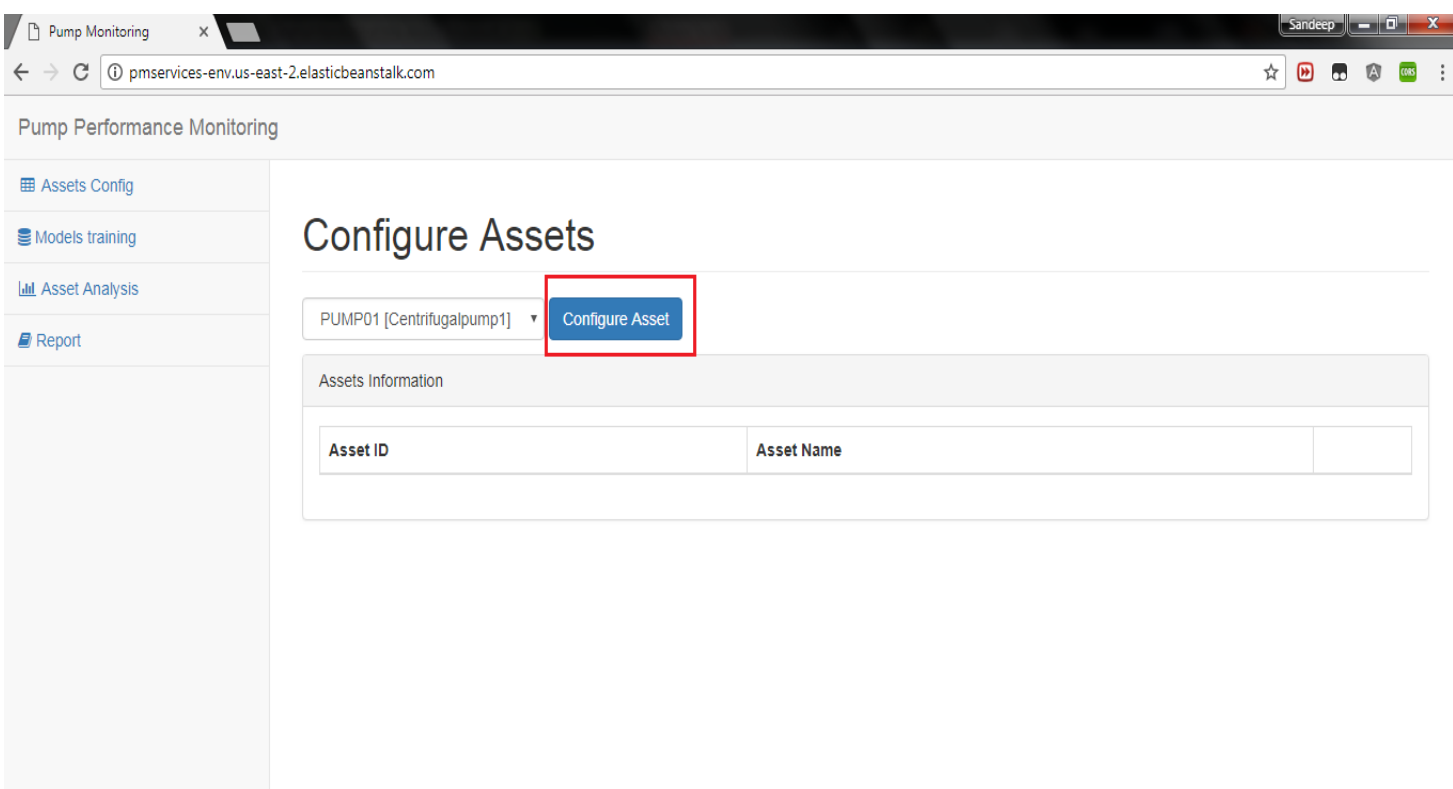 Pump Monitoring
Sandeep
pmservices-env.us-east-2.elasticbeanstalk.com
CORS
Pump Performance Monitoring
Assets Config
Models training
Asset Analysis
Report
Configure Assets
PUMP01 [Centrifugalpump1]
Configure Asset
Assets Information
Asset ID Asset Name